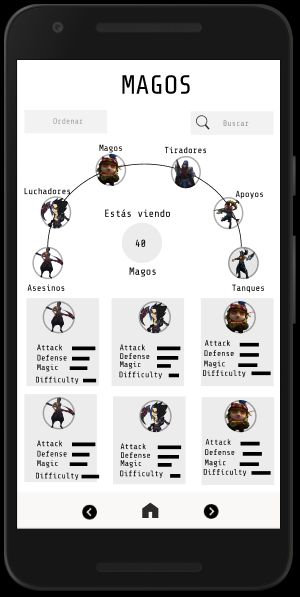 MAGOS
Ordenar
Buscar
Magos
Tiradores
Luchadores
Apoyos
Estás viendo
40
Magos
Asesinos
Tanques
Attack
Defense
Magic
Difficulty
Attack
Defense
Magic
Difficulty
Attack
Defense
Magic
Difficulty
Attack
Defense
Magic
Difficulty
Attack
Defense
Magic
Difficulty
Attack
Defense
Magic
Difficulty